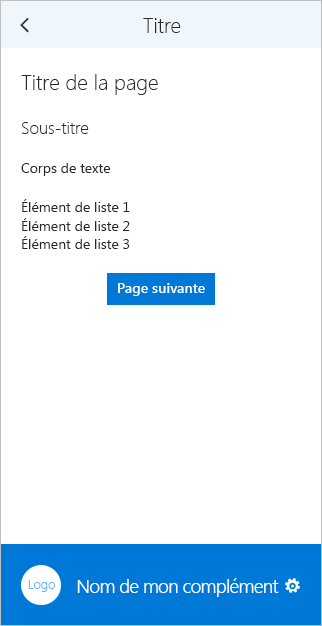 Titre
Titre de la page
Sous-titre
Corps de texte
Élément de liste 1
Élément de liste 2
Élément de liste 3
Page suivante
Logo
Nom de mon complément